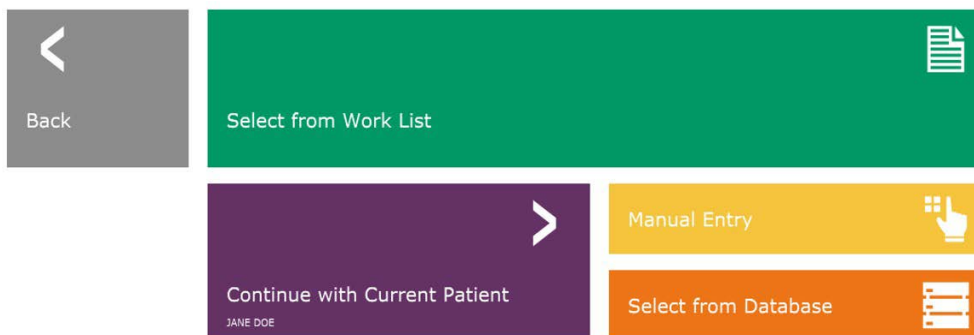 Back
Select from Work List
Manual Entry
Continue with Current Patient
JANE DOE
Select from Database